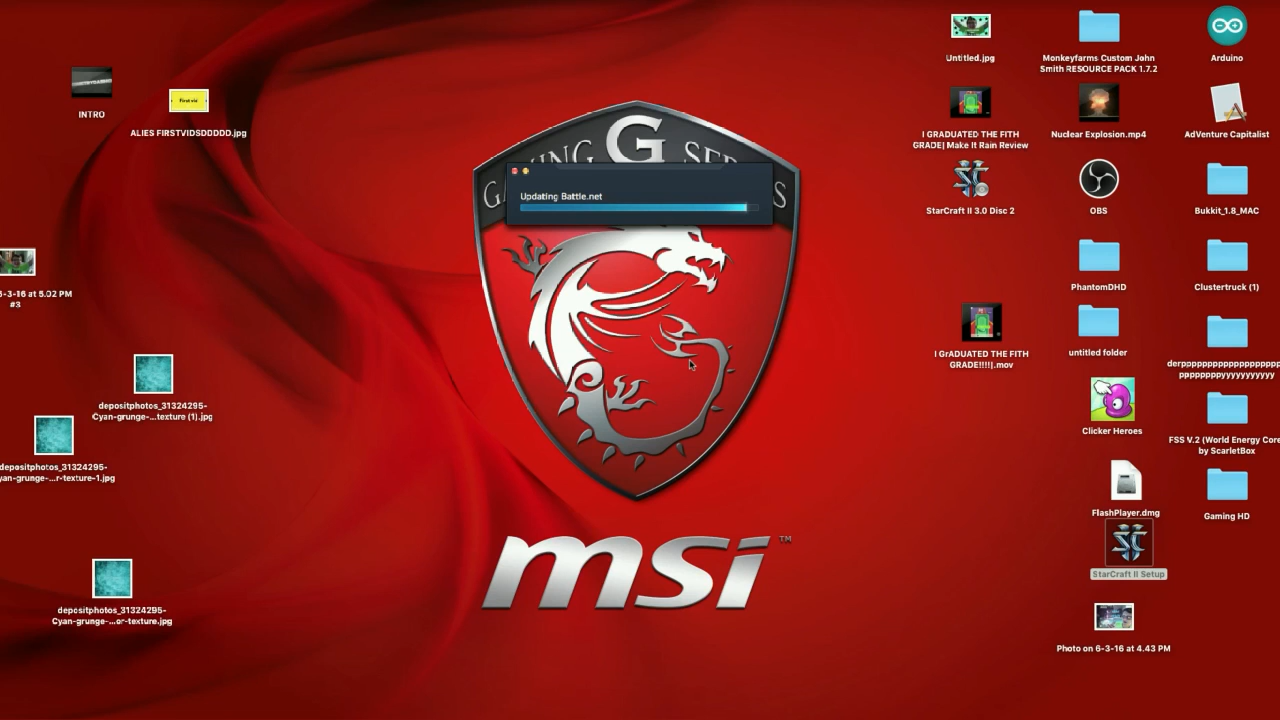 INTRO
ALIES FIRSTVIDSDDDDD.jpg
6-3-16 at 5.02 PM
#3
depositphotos_31324295-
Cyan-grunge-...texture (1).jpg
depositphotos_31324295-
yan-grunge-...r-texture-1.jpg
depositphotos_31324295-
Cyan-grunge-...or-texture.jpg
G
Updating Battle.net
msi
TM
Untitled.jpg
I GRADUATED THE FITH
GRADE| Make It Rain Review
StarCraft II 3.0 Disc 2
I GrADUATED THE FITH
GRADE!!!!|.mov
Monkeyfarms Custom John
Smith RESOURCE PACK 1.7.2
Nuclear Explosion.mp4
OBS
PhantomDHD
untitled folder
Clicker Heroes
FlashPlayer.dmg
StarCraft II Setup
Photo on 6-3-16 at 4.43 PM
Arduino
AdVenture Capitalist
Bukkit_1.8_MAC
Clustertruck (1)
FSS V.2 (World Energy Core
by ScarletBox
Gaming HD